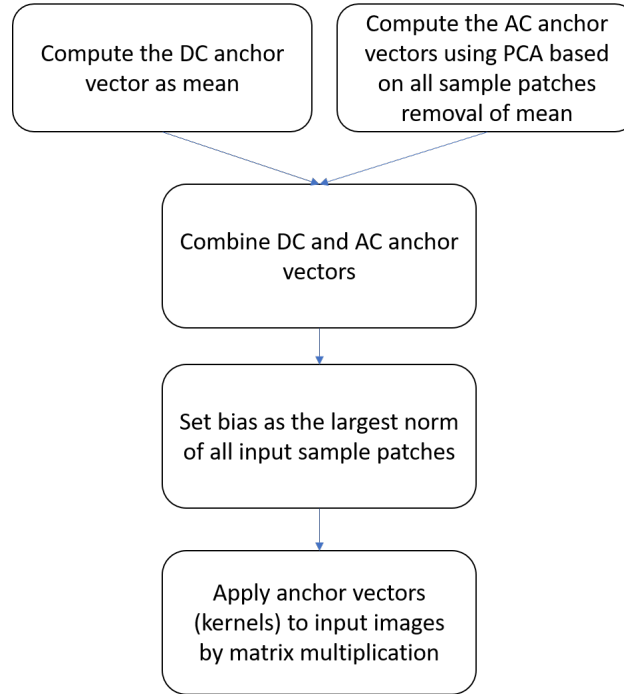 Compute the DC anchor
vector as mean
Compute the AC anchor
vectors using PCA based
on all sample patches
removal of mean
Combine DC and AC anchor
vectors
Set bias as the largest norm
of all input sample patches
Apply anchor vectors
(kernels) to input images
by matrix multiplication